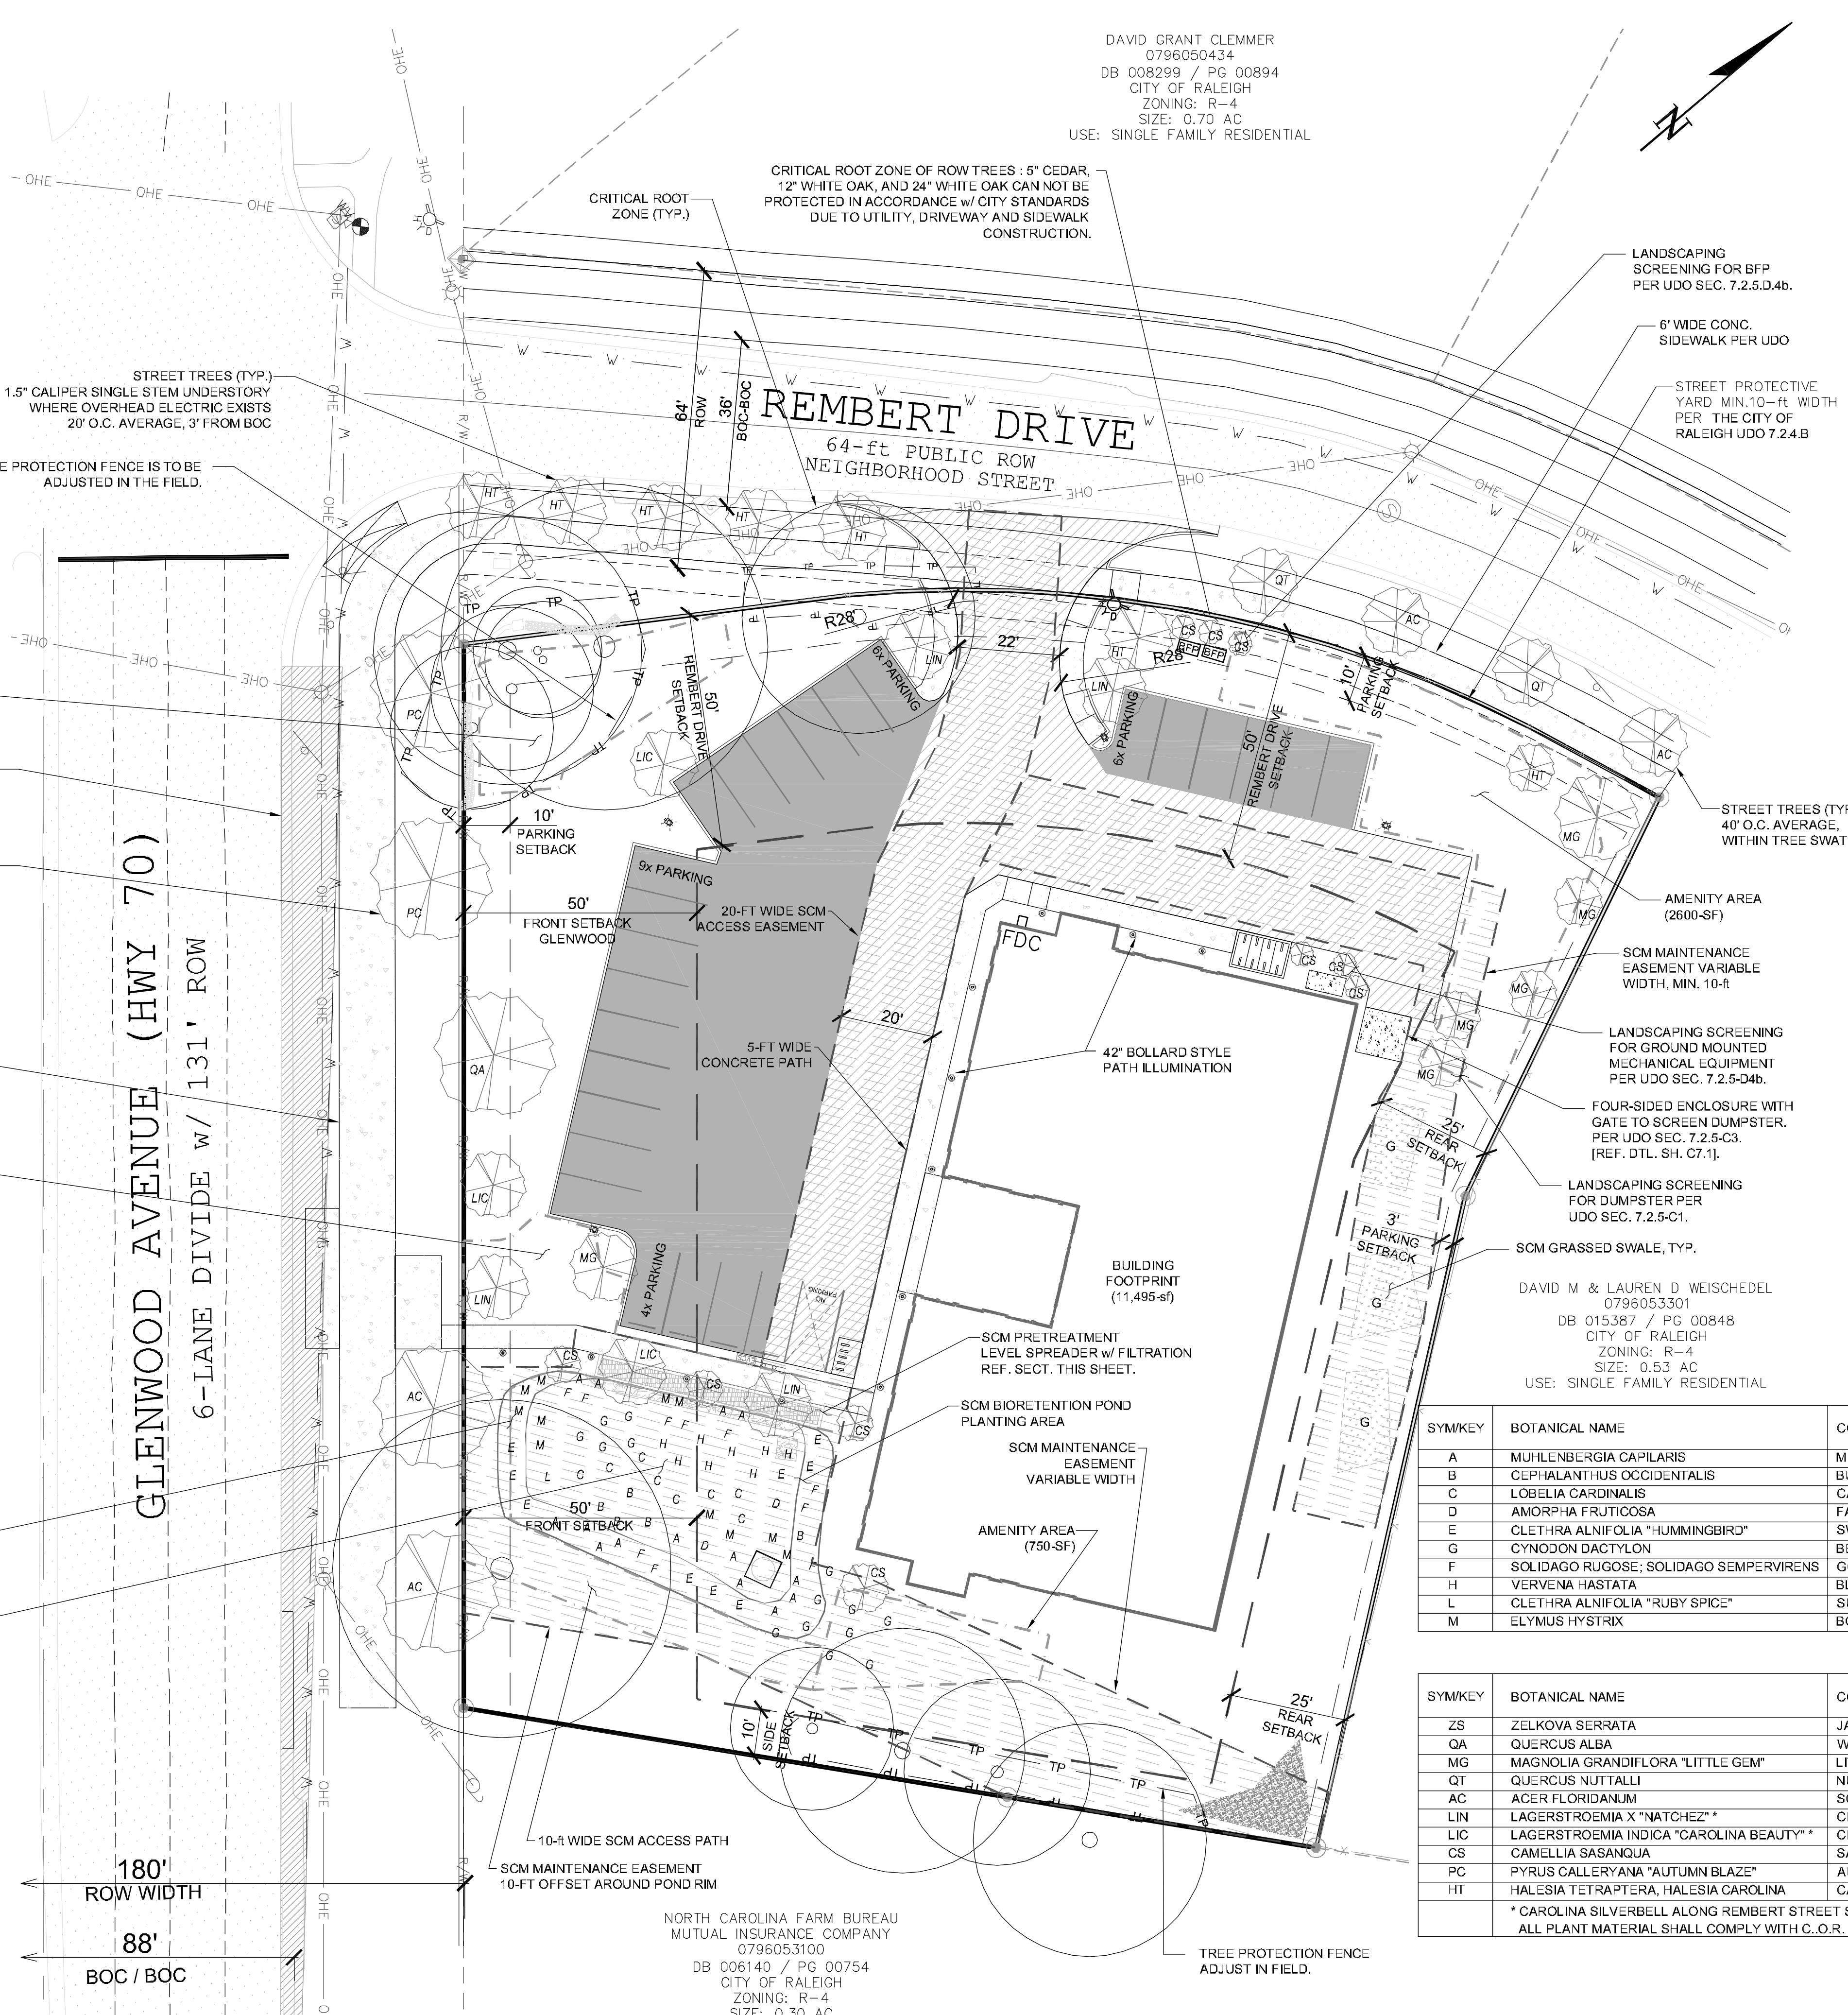 DAVID GRANT CLEMMER
0796050434
DB 008299 / PG 00894
CITY OF RALEIGH
ZONING: R-4
SIZE: 0.70 AC
USE: SINGLE FAMILY RESIDENTIAL
N
CRITICAL ROOT ZONE OF ROW TREES : 5" CEDAR,
12" WHITE OAK, AND 24" WHITE OAK CAN NOT BE
PROTECTED IN ACCORDANCE w/ CITY STANDARDS
DUE TO UTILITY, DRIVEWAY AND SIDEWALK
CONSTRUCTION.
CRITICAL ROOT
ZONE (TYP.)
LANDSCAPING
SCREENING FOR BFP
PER UDO SEC. 7.2.5.D.4b.
6' WIDE CONC.
SIDEWALK PER UDO
STREET PROTECTIVE
YARD MIN.10-ft WIDTH
PER THE CITY OF
RALEIGH UDO 7.2.4.B
STREET TREES (TYP.)
1.5" CALIPER SINGLE STEM UNDERSTORY
WHERE OVERHEAD ELECTRIC EXISTS
20' O.C. AVERAGE, 3' FROM BOC
E PROTECTION FENCE IS TO BE
ADJUSTED IN THE FIELD.
64'
ROW
36'
BOC-BOC
REMBERT DRIVE
64-ft PUBLIC ROW
NEIGHBORHOOD STREET
R28'
22'
R28'
BFP
BFP
6x PARKING
6x PARKING
50'
REMBERT DRIVE
SETBACK
50'
REMBERT DRIVE
SETBACK
10'
PARKING
SETBACK
10'
PARKING
SETBACK
STREET TREES (TYP
40' O.C. AVERAGE,
WITHIN TREE SWAT
9x PARKING
50'
FRONT SETBACK
GLENWOOD
20-FT WIDE SCM
ACCESS EASEMENT
FDC
AMENITY AREA
(2600-SF)
SCM MAINTENANCE
EASEMENT VARIABLE
WIDTH, MIN. 10-ft
20'
5-FT WIDE
CONCRETE PATH
42" BOLLARD STYLE
PATH ILLUMINATION
LANDSCAPING SCREENING
FOR GROUND MOUNTED
MECHANICAL EQUIPMENT
PER UDO SEC. 7.2.5-D4b.
FOUR-SIDED ENCLOSURE WITH
GATE TO SCREEN DUMPSTER.
PER UDO SEC. 7.2.5-C3.
[REF. DTL. SH. C7.1].
25'
REAR
SETBACK
LANDSCAPING SCREENING
FOR DUMPSTER PER
UDO SEC. 7.2.5-C1.
3'
PARKING
SETBACK
SCM GRASSED SWALE, TYP.
GLENWOOD AVENUE (HWY 70)
6-LANE DIVIDE w/ 131' ROW
BUILDING
FOOTPRINT
(11,495-sf)
4x PARKING
NO
PARKING
DAVID M & LAUREN D WEISCHEDEL
0796053301
DB 015387 / PG 00848
CITY OF RALEIGH
ZONING: R-4
SIZE: 0.53 AC
USE: SINGLE FAMILY RESIDENTIAL
SCM PRETREATMENT
LEVEL SPREADER w/ FILTRATION
REF. SECT. THIS SHEET.
SCM BIORETENTION POND
PLANTING AREA
SCM MAINTENANCE
EASEMENT
VARIABLE WIDTH
50'
FRONT SETBACK
AMENITY AREA
(750-SF)
SYM/KEY BOTANICAL NAME
A MUHLENBERGIA CAPILARIS
B CEPHALANTHUS OCCIDENTALIS
C LOBELIA CARDINALIS
D AMORPHA FRUTICOSA
E CLETHRA ALNIFOLIA "HUMMINGBIRD"
G CYNODON DACTYLON
F SOLIDAGO RUGOSE; SOLIDAGO SEMPERVIRENS
H VERVENA HASTATA
L CLETHRA ALNIFOLIA "RUBY SPICE"
M ELYMUS HYSTRIX
SYM/KEY BOTANICAL NAME
ZS ZELKOVA SERRATA
QA QUERCUS ALBA
MG MAGNOLIA GRANDIFLORA "LITTLE GEM"
QT QUERCUS NUTTALLI
AC ACER FLORIDANUM
LIN LAGERSTROEMIA X "NATCHEZ" *
LIC LAGERSTROEMIA INDICA "CAROLINA BEAUTY" *
CS CAMELLIA SASANQUA
PC PYRUS CALLERYANA "AUTUMN BLAZE"
HT HALESIA TETRAPTERA, HALESIA CAROLINA
* CAROLINA SILVERBELL ALONG REMBERT STREET S
ALL PLANT MATERIAL SHALL COMPLY WITH C..O.R.
10'
SIDE
SETBACK
25'
REAR
SETBACK
10-ft WIDE SCM ACCESS PATH
SCM MAINTENANCE EASEMENT
10-FT OFFSET AROUND POND RIM
180'
ROW WIDTH
88'
BOC / BOC
NORTH CAROLINA FARM BUREAU
MUTUAL INSURANCE COMPANY
0796053100
DB 006140 / PG 00754
CITY OF RALEIGH
ZONING: R-4
SIZE: 0.30 AC
TREE PROTECTION FENCE
ADJUST IN FIELD.